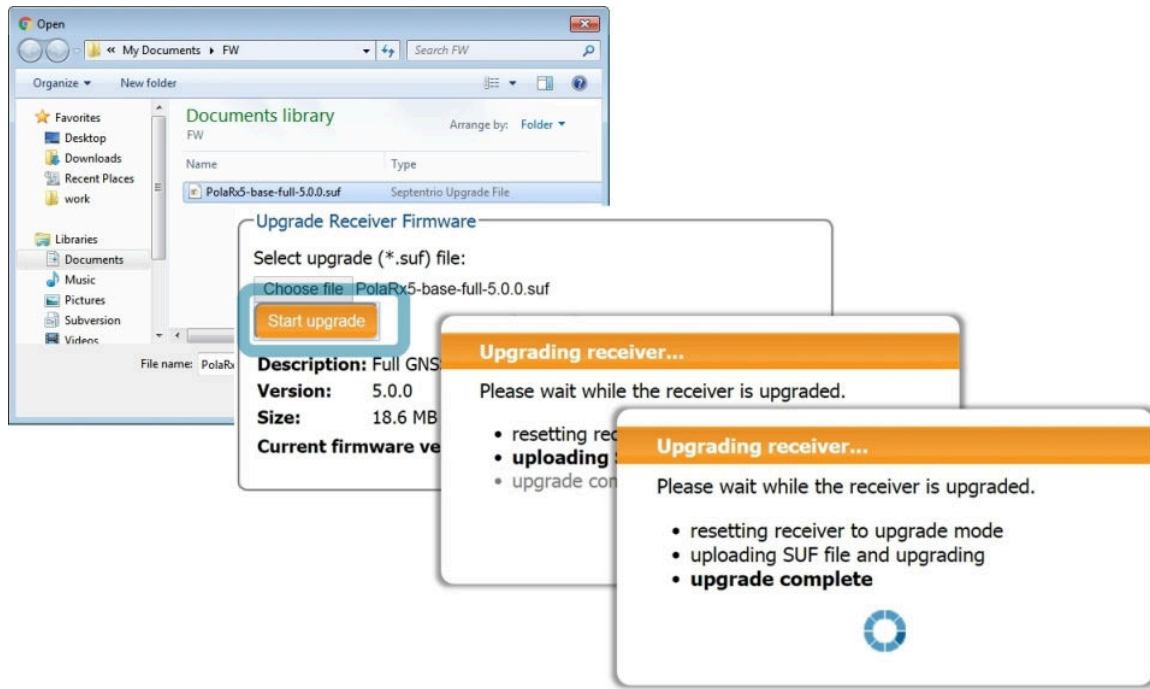 Open
« My Documents ▸ FW
Search FW
Organize
New folder
Favorites
Desktop
Downloads
Recent Places
work
Libraries
Documents
Music
Pictures
Subversion
Videos
Documents library
FW
Arrange by: Folder
Name Type
PolaRx5-base-full-5.0.0.suf Septentrio Upgrade File
File name: PolaRx
Upgrade Receiver Firmware
Select upgrade (*.suf) file:
Choose file PolaRx5-base-full-5.0.0.suf
Start upgrade
Description: Full GNS
Version: 5.0.0
Size: 18.6 MB
Current firmware ve
Upgrading receiver...
Please wait while the receiver is upgraded.
• resetting rec
• uploading
• upgrade com
Upgrading receiver...
Please wait while the receiver is upgraded.
• resetting receiver to upgrade mode
• uploading SUF file and upgrading
• upgrade complete